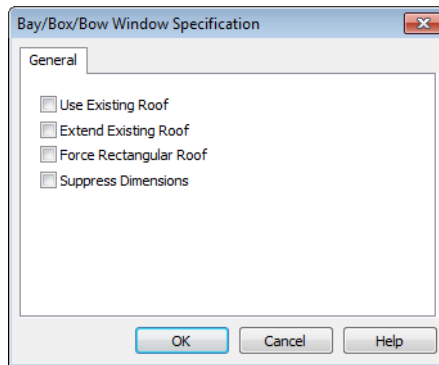 Bay/Box/Bow Window Specification
General
Use Existing Roof
Extend Existing Roof
Force Rectangular Roof
Suppress Dimensions
OK Cancel Help